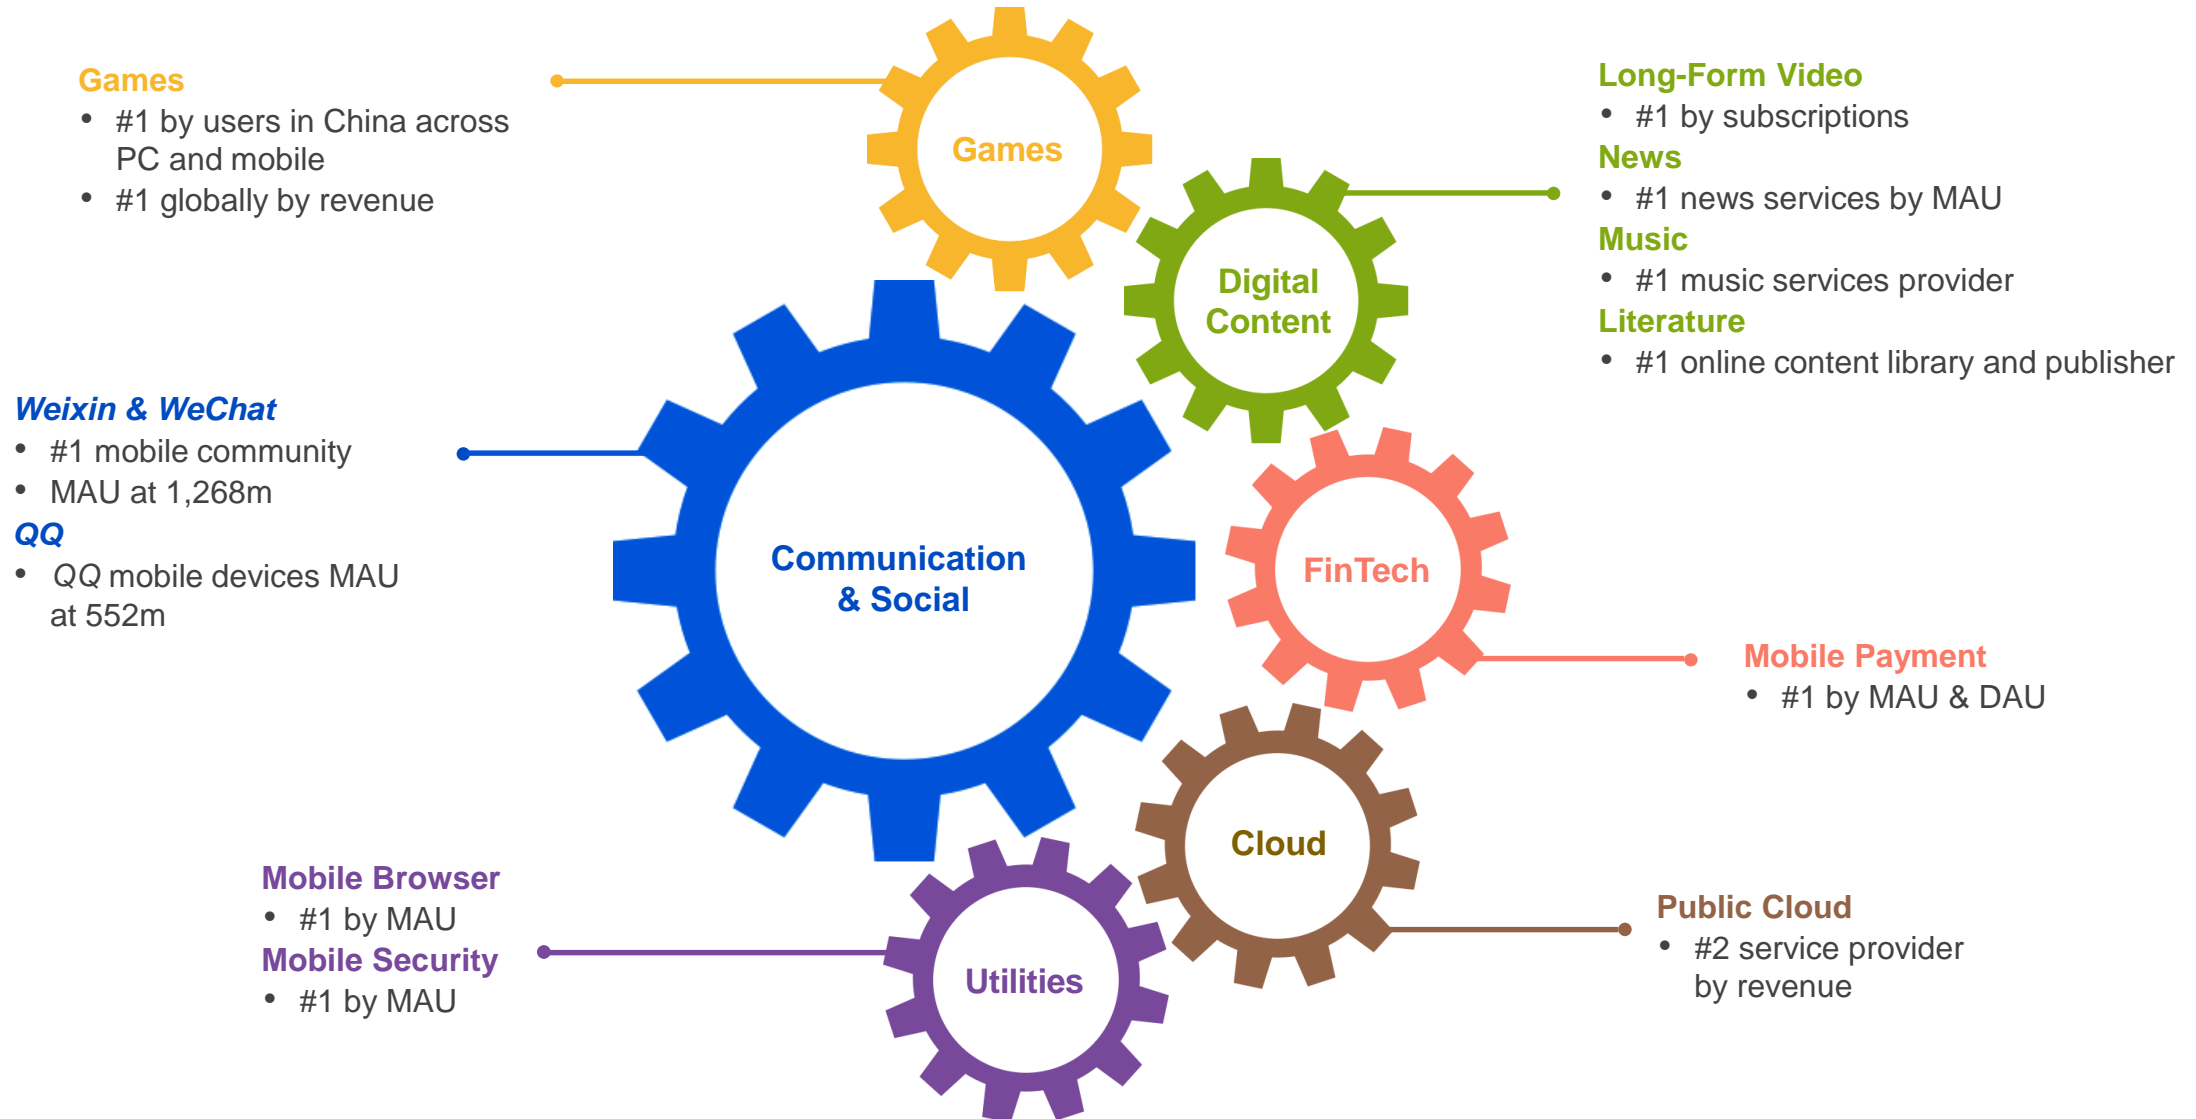 Games
• #1 by users in China across
PC and mobile
• #1 globally by revenue
Games
Long-Form Video
• #1 by subscriptions
News
• #1 news services by MAU
Music
• #1 music services provider
Literature
• #1 online content library and publisher
Digital
Content
Weixin & WeChat
• #1 mobile community
• MAU at 1,268m
QQ
• QQ mobile devices MAU
at 552m
Communication
& Social
FinTech
Mobile Payment
• #1 by MAU & DAU
Cloud
Public Cloud
• #2 service provider
by revenue
Mobile Browser
• #1 by MAU
Mobile Security
• #1 by MAU
Utilities